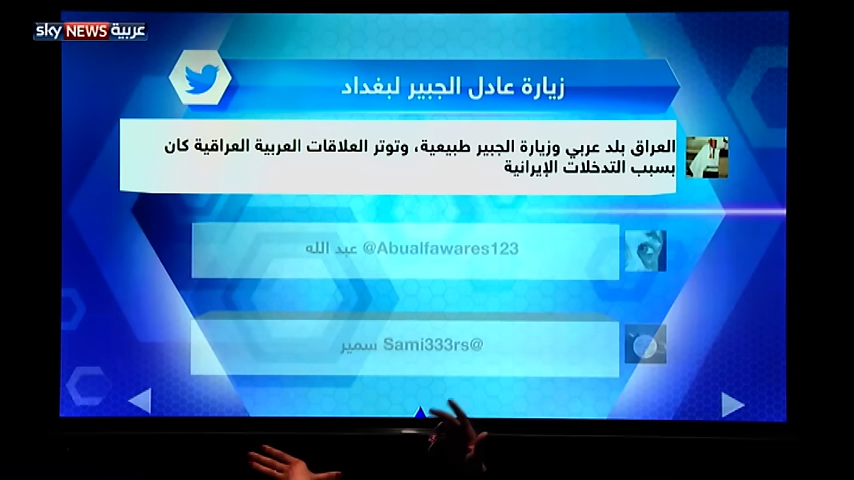 sky NEWS عربية
زيارة عادل الجبير لبغداد
العراق بلد عربي وزيارة الجبير طبيعية، وتوتر العلاقات العربية العراقية كان
بسبب التدخلات الإيرانية
@Abualfawares123 عبد الله
@Sami333rs سمير